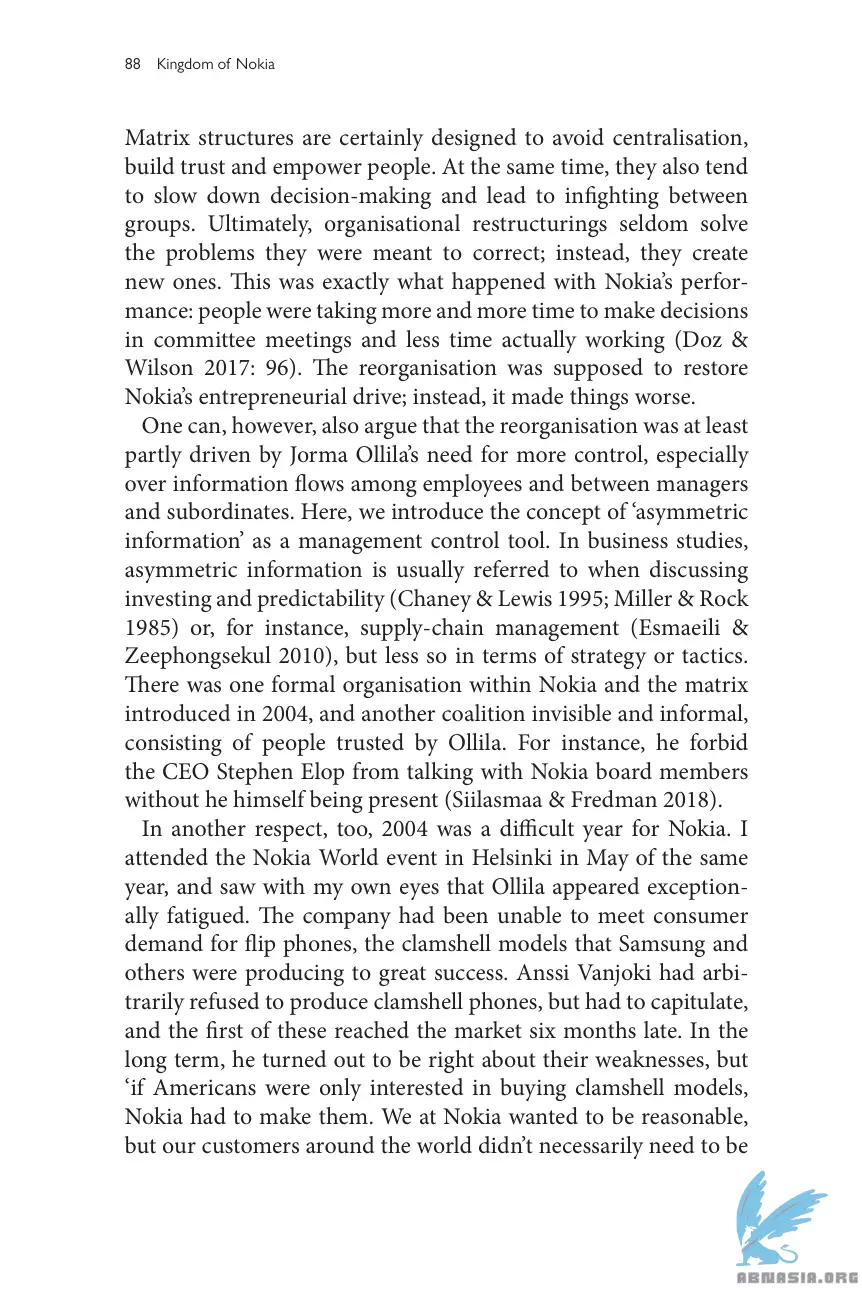 88 Kingdom of Nokia
Matrix structures are certainly designed to avoid centralisation,
build trust and empower people. At the same time, they also tend
to slow down decision-making and lead to infighting between
groups. Ultimately, organisational restructurings seldom solve
the problems they were meant to correct; instead, they create
new ones. This was exactly what happened with Nokia’s perfor-
mance: people were taking more and more time to make decisions
in committee meetings and less time actually working (Doz &
Wilson 2017: 96). The reorganisation was supposed to restore
Nokia’s entrepreneurial drive; instead, it made things worse.
One can, however, also argue that the reorganisation was at least
partly driven by Jorma Ollila’s need for more control, especially
over information flows among employees and between managers
and subordinates. Here, we introduce the concept of ‘asymmetric
information’ as a management control tool. In business studies,
asymmetric information is usually referred to when discussing
investing and predictability (Chaney & Lewis 1995; Miller & Rock
1985) or, for instance, supply-chain management (Esmaeili &
Zeephongsekul 2010), but less so in terms of strategy or tactics.
There was one formal organisation within Nokia and the matrix
introduced in 2004, and another coalition invisible and informal,
consisting of people trusted by Ollila. For instance, he forbid
the CEO Stephen Elop from talking with Nokia board members
without he himself being present (Siilasmaa & Fredman 2018).
In another respect, too, 2004 was a difficult year for Nokia. I
attended the Nokia World event in Helsinki in May of the same
year, and saw with my own eyes that Ollila appeared exception-
ally fatigued. The company had been unable to meet consumer
demand for flip phones, the clamshell models that Samsung and
others were producing to great success. Anssi Vanjoki had arbi-
trarily refused to produce clamshell phones, but had to capitulate,
and the first of these reached the market six months late. In the
long term, he turned out to be right about their weaknesses, but
‘if Americans were only interested in buying clamshell models,
Nokia had to make them. We at Nokia wanted to be reasonable,
but our customers around the world didn’t necessarily need to be
ABNASIA.ORG